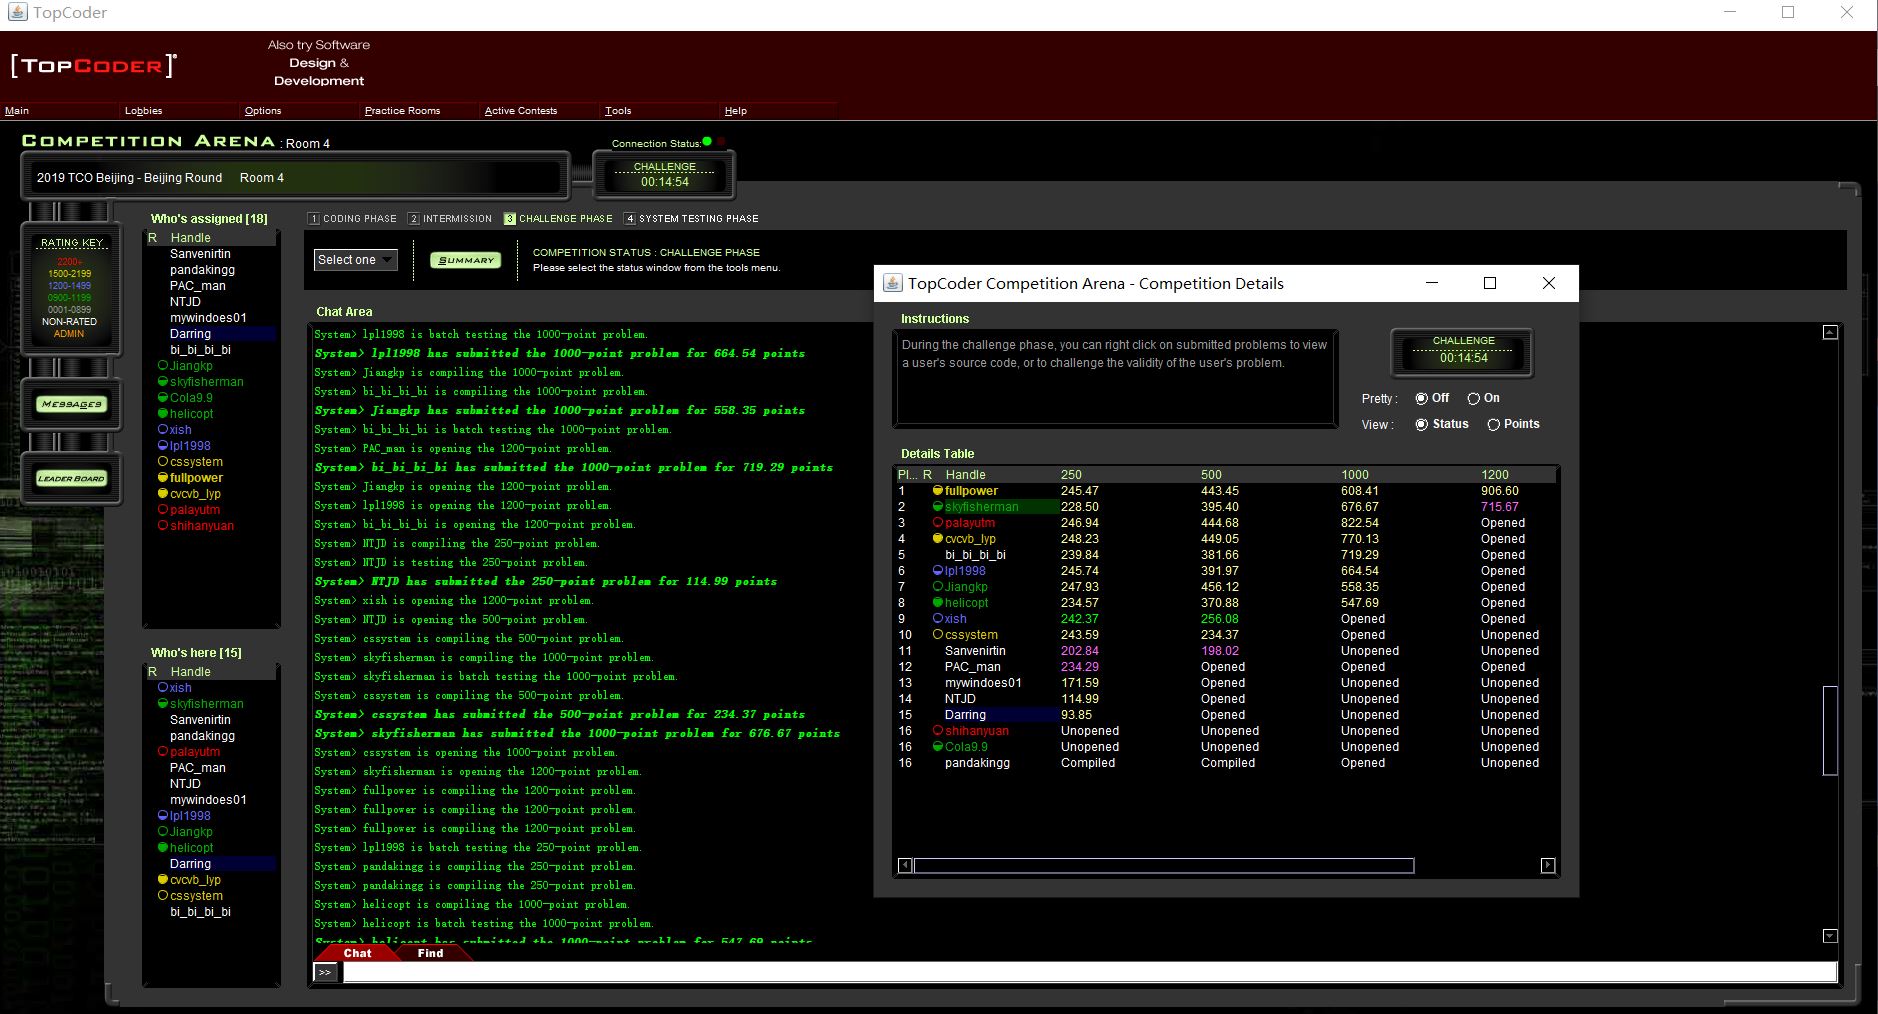 TopCoder
[TOPCODER]®
Also try Software
Design &
Development
Main Lobbies Options Practice Rooms Active Contests Tools Help
COMPETITION ARENA : Room 4
Connection Status:
2019 TCO Beijing - Beijing Round Room 4
CHALLENGE
00:14:54
RATING KEY
2200+
1500-2199
1200-1499
0900-1199
0001-0899
NON-RATED
ADMIN
MESSAGES
LEADER BOARD
Who's assigned [18]
R Handle
Sanvenirtin
pandakingg
PAC_man
NTJD
mywindoes01
Darring
bi_bi_bi_bi
Jiangkp
skyfisherman
Cola9.9
helicopt
xish
lpl1998
cssystem
fullpower
cvcvb_lyp
palayutm
shihanyuan
Who's here [15]
R Handle
xish
skyfisherman
Sanvenirtin
pandakingg
palayutm
PAC_man
NTJD
mywindoes01
lpl1998
Jiangkp
helicopt
Darring
cvcvb_lyp
cssystem
bi_bi_bi_bi
1 CODING PHASE 2 INTERMISSION 3 CHALLENGE PHASE 4 SYSTEM TESTING PHASE
Select one
SUMMARY
COMPETITION STATUS : CHALLENGE PHASE
Please select the status window from the tools menu.
Chat Area
System> lpl1998 is batch testing the 1000-point problem.
System> lpl1998 has submitted the 1000-point problem for 664.54 points
System> Jiangkp is compiling the 1000-point problem.
System> bi_bi_bi_bi is compiling the 1000-point problem.
System> Jiangkp has submitted the 1000-point problem for 558.35 points
System> bi_bi_bi_bi is batch testing the 1000-point problem.
System> PAC_man is opening the 1200-point problem.
System> bi_bi_bi_bi has submitted the 1000-point problem for 719.29 points
System> Jiangkp is opening the 1200-point problem.
System> lpl1998 is opening the 1200-point problem.
System> bi_bi_bi_bi is opening the 1200-point problem.
System> NTJD is compiling the 250-point problem.
System> NTJD is testing the 250-point problem.
System> NTJD has submitted the 250-point problem for 114.99 points
System> xish is opening the 1200-point problem.
System> NTJD is opening the 500-point problem.
System> cssystem is compiling the 500-point problem.
System> skyfisherman is compiling the 1000-point problem.
System> skyfisherman is batch testing the 1000-point problem.
System> cssystem is compiling the 500-point problem.
System> cssystem has submitted the 500-point problem for 234.37 points
System> skyfisherman has submitted the 1000-point problem for 676.67 points
System> cssystem is opening the 1000-point problem.
System> skyfisherman is opening the 1200-point problem.
System> fullpower is compiling the 1200-point problem.
System> fullpower is compiling the 1200-point problem.
System> fullpower is compiling the 1200-point problem.
System> lpl1998 is batch testing the 250-point problem.
System> pandakingg is compiling the 250-point problem.
System> pandakingg is compiling the 250-point problem.
System> helicopt is compiling the 1000-point problem.
System> helicopt is batch testing the 1000-point problem.
System> helicopt has submitted the 1000-point problem for 547.69 points
Chat Find
>>
TopCoder Competition Arena - Competition Details
Instructions
During the challenge phase, you can right click on submitted problems to view
a user's source code, or to challenge the validity of the user's problem.
CHALLENGE
00:14:54
Pretty : Off On
View : Status Points
Details Table
Pl... R Handle 250 500 1000 1200
1 fullpower 245.47 443.45 608.41 906.60
2 skyfisherman 228.50 395.40 676.67 715.67
3 palayutm 246.94 444.68 822.54 Opened
4 cvcvb_lyp 248.23 449.05 770.13 Opened
5 bi_bi_bi_bi 239.84 381.66 719.29 Opened
6 lpl1998 245.74 391.97 664.54 Opened
7 Jiangkp 247.93 456.12 558.35 Opened
8 helicopt 234.57 370.88 547.69 Opened
9 xish 242.37 256.08 Opened Opened
10 cssystem 243.59 234.37 Opened Unopened
11 Sanvenirtin 202.84 198.02 Unopened Unopened
12 PAC_man 234.29 Opened Opened Opened
13 mywindoes01 171.59 Opened Opened Unopened
14 NTJD 114.99 Opened Unopened Unopened
15 Darring 93.85 Opened Unopened Unopened
16 shihanyuan Unopened Unopened Unopened Unopened
16 Cola9.9 Unopened Unopened Unopened Unopened
16 pandakingg Compiled Compiled Opened Unopened